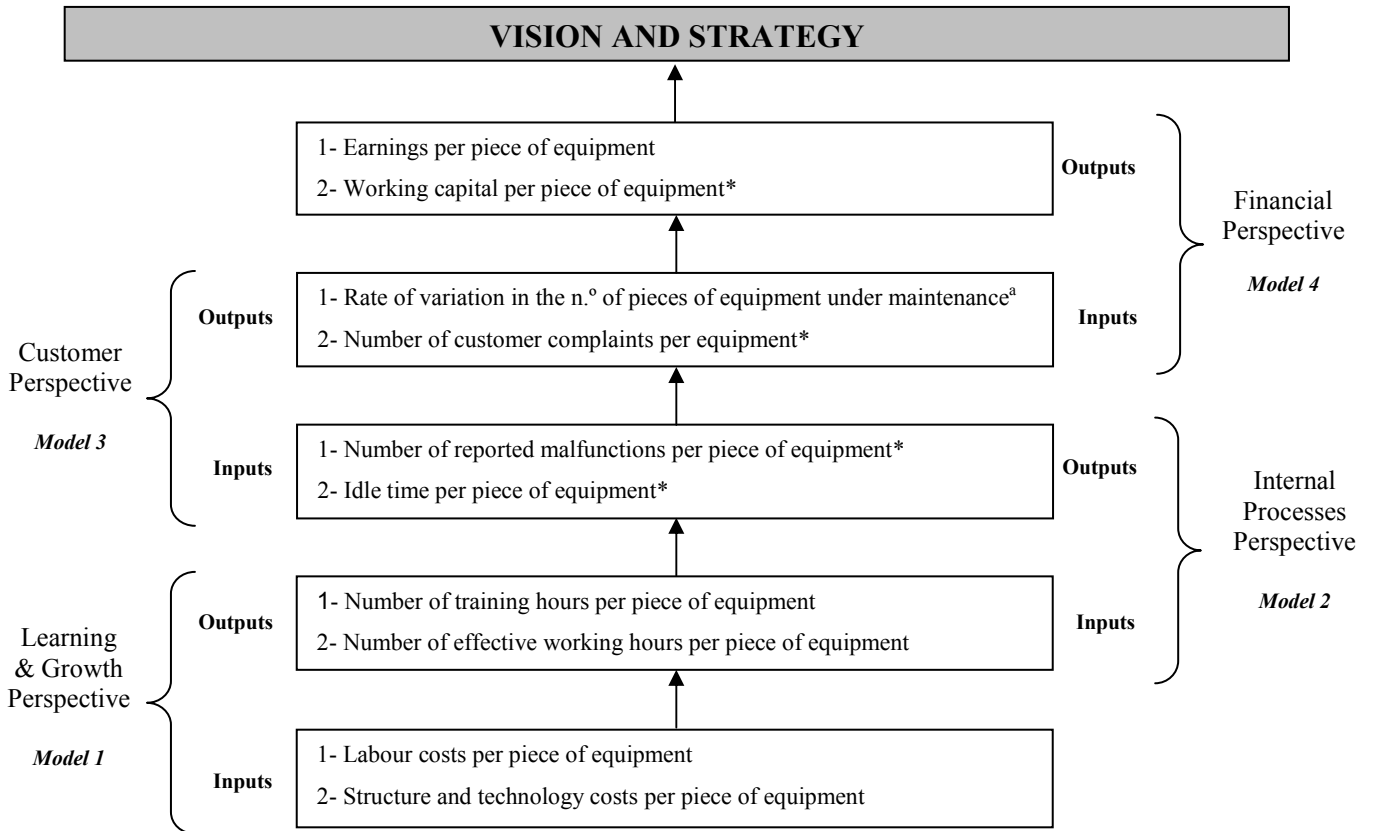 VISION AND STRATEGY
1- Earnings per piece of equipment
2- Working capital per piece of equipment*
Outputs
Financial
Perspective
Model 4
1- Rate of variation in the n.º of pieces of equipment under maintenanceª
2- Number of customer complaints per equipment*
Outputs
Inputs
Customer
Perspective
Model 3
1- Number of reported malfunctions per piece of equipment*
2- Idle time per piece of equipment*
Inputs
Outputs
Internal
Processes
Perspective
Model 2
1- Number of training hours per piece of equipment
2- Number of effective working hours per piece of equipment
Outputs
Inputs
Learning
& Growth
Perspective
Model 1
1- Labour costs per piece of equipment
2- Structure and technology costs per piece of equipment
Inputs